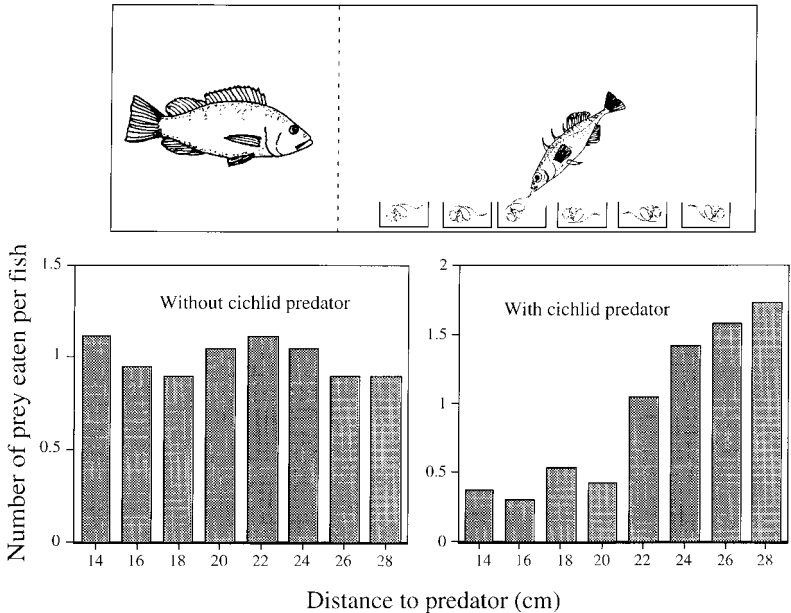 Number of prey eaten per fish
1.5
1
0.5
0
Without cichlid predator
14 16 18 20 22 24 26 28
2
1.5
1
0.5
0
With cichlid predator
14 16 18 20 22 24 26 28
Distance to predator (cm)